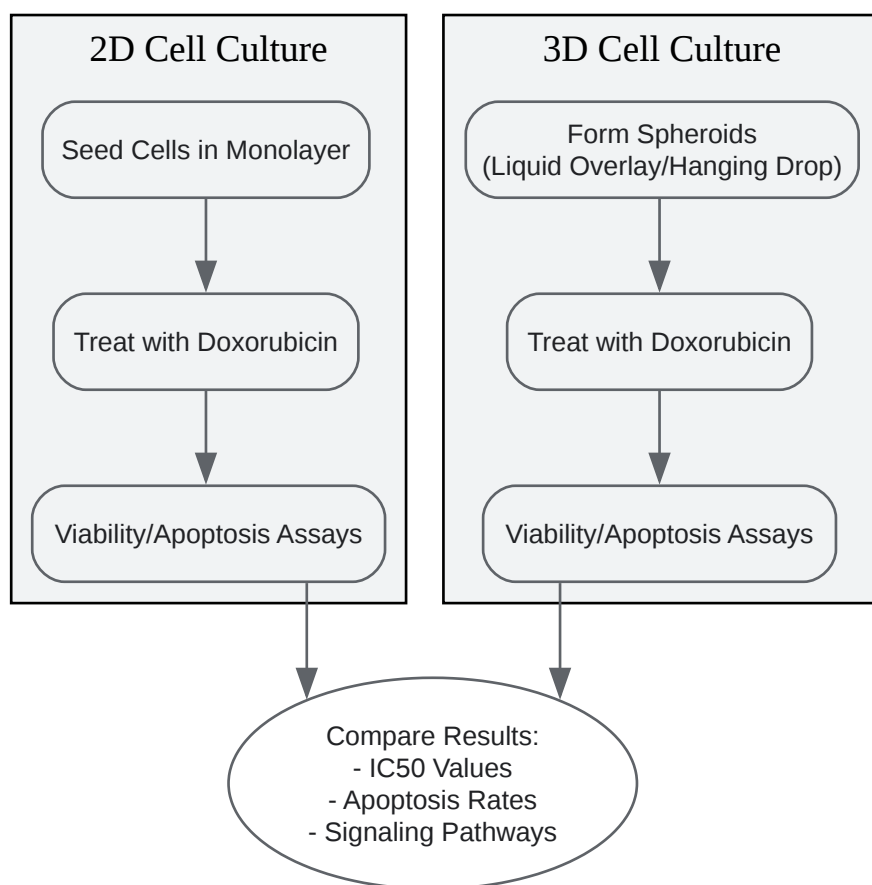 2D Cell Culture
Seed Cells in Monolayer
Treat with Doxorubicin
Viability/Apoptosis Assays
3D Cell Culture
Form Spheroids
(Liquid Overlay/Hanging Drop)
Treat with Doxorubicin
Viability/Apoptosis Assays
Compare Results:
- IC50 Values
- Apoptosis Rates
- Signaling Pathways